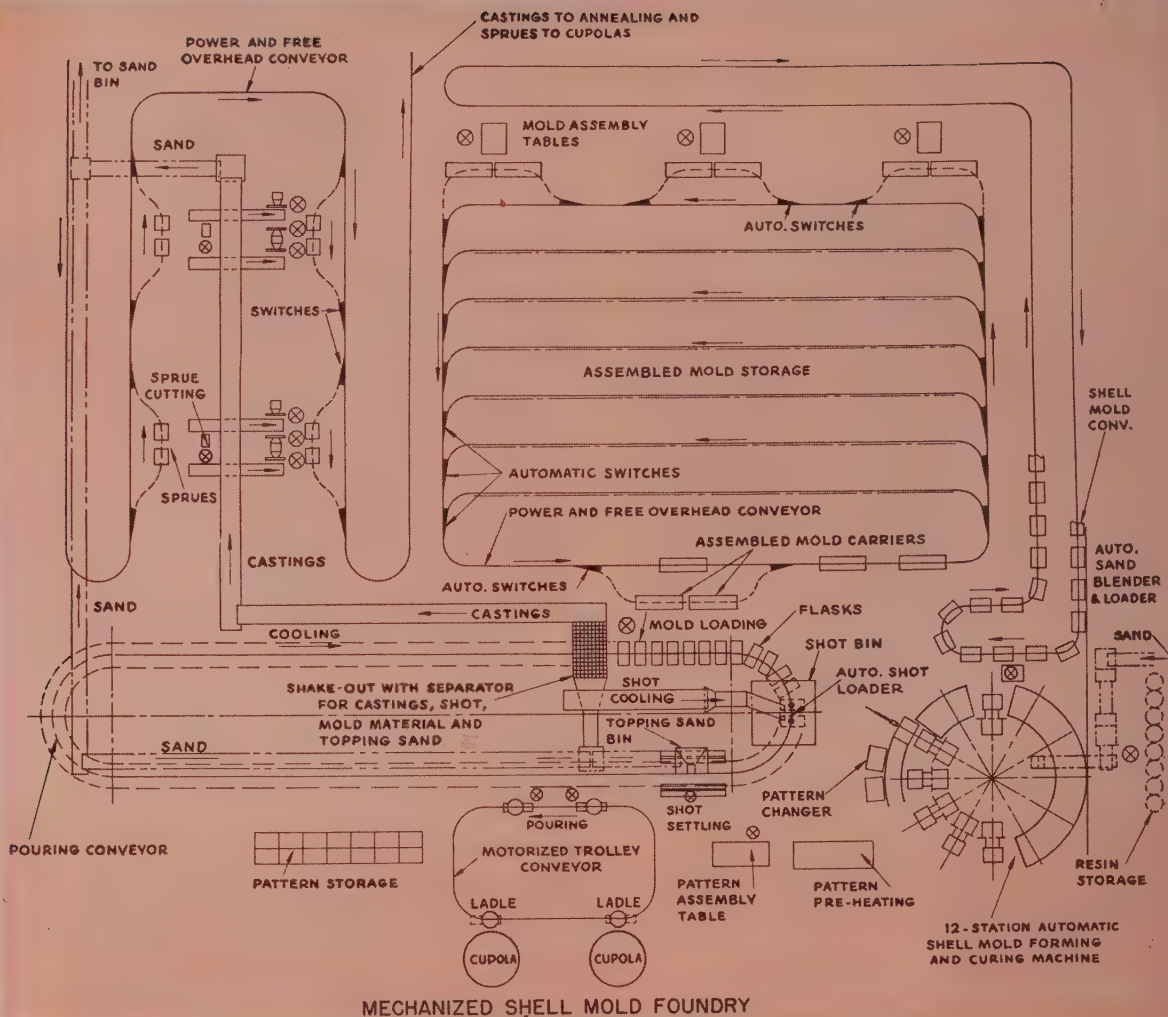 CASTINGS TO ANNEALING AND
SPRUES TO CUPOLAS
POWER AND FREE
OVERHEAD CONVEYOR
TO SAND
BIN
SAND
MOLD ASSEMBLY
TABLES
AUTO. SWITCHES
SWITCHES
ASSEMBLED MOLD STORAGE
SPRUE
CUTTING
SHELL
MOLD
CONV.
AUTOMATIC SWITCHES
SPRUES
POWER AND FREE OVERHEAD CONVEYOR
ASSEMBLED MOLD CARRIERS
AUTO.
SAND
BLENDER
& LOADER
CASTINGS
AUTO. SWITCHES
SAND
CASTINGS
FLASKS
COOLING
MOLD LOADING
SAND
SHOT BIN
AUTO. SHOT
LOADER
SHOT
COOLING
SHAKE-OUT WITH SEPARATOR
FOR CASTINGS, SHOT,
MOLD MATERIAL AND
TOPPING SAND
TOPPING SAND
BIN
SAND
PATTERN
CHANGER
SHOT
SETTLING
POURING
POURING CONVEYOR
MOTORIZED TROLLEY
CONVEYOR
PATTERN STORAGE
PATTERN
ASSEMBLY
TABLE
PATTERN
PRE-HEATING
RESIN
STORAGE
LADLE
LADLE
12-STATION AUTOMATIC
SHELL MOLD FORMING
AND CURING MACHINE
CUPOLA
CUPOLA
MECHANIZED SHELL MOLD FOUNDRY